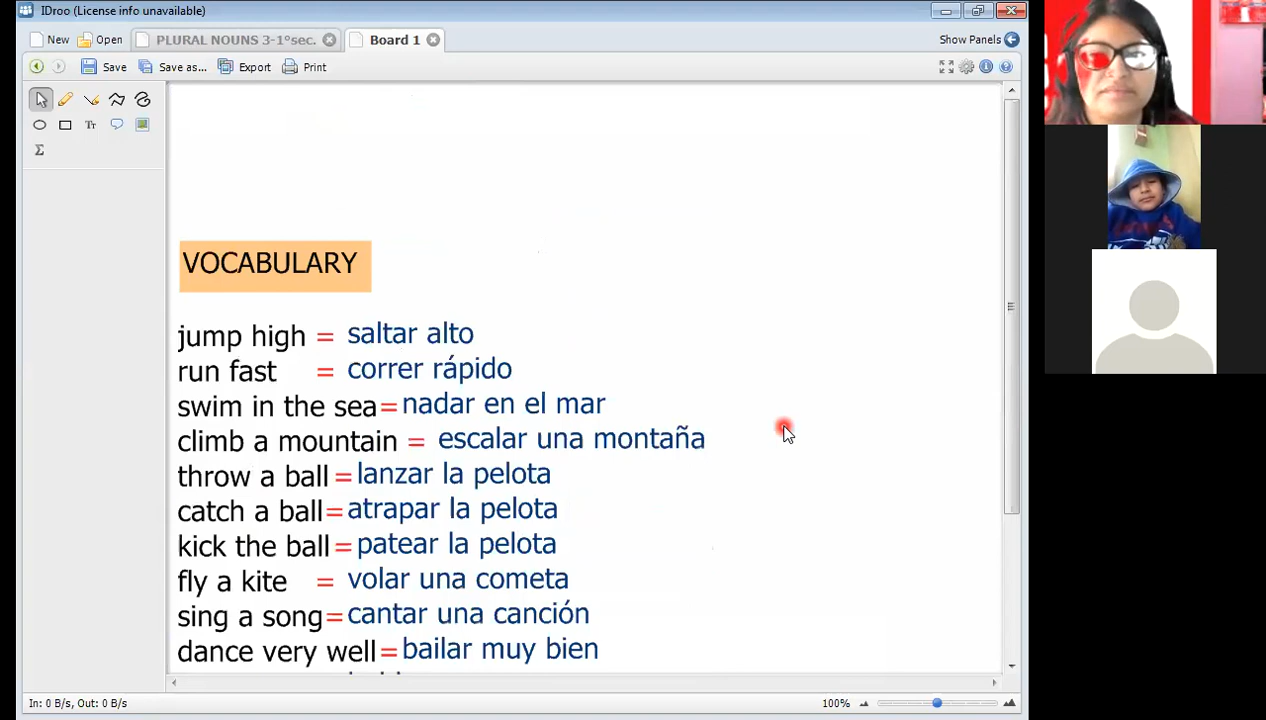 IDroo (License info unavailable)
New Open PLURAL NOUNS 3-1°sec. Board 1 Show Panels
Save Save as... Export Print
Tr
Σ
VOCABULARY
jump high = saltar alto
run fast = correr rápido
swim in the sea = nadar en el mar
climb a mountain = escalar una montaña
throw a ball = lanzar la pelota
catch a ball = atrapar la pelota
kick the ball = patear la pelota
fly a kite = volar una cometa
sing a song = cantar una canción
dance very well = bailar muy bien
In: 0 B/s, Out: 0 B/s 100%